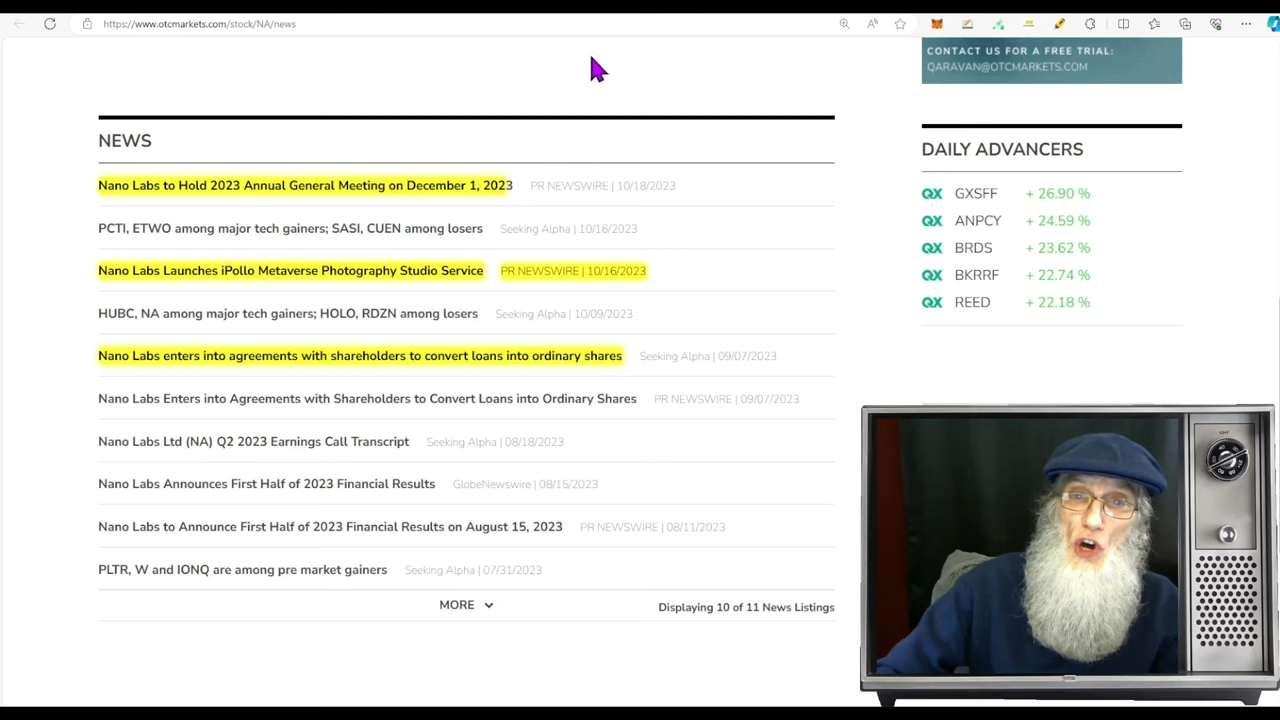 https://www.otcmarkets.com/stock/NA/news
CONTACT US FOR A FREE TRIAL:
QARAVAN@OTCMARKETS.COM
NEWS
Nano Labs to Hold 2023 Annual General Meeting on December 1, 2023 PR NEWSWIRE | 10/18/2023
PCTI, ETWO among major tech gainers; SASI, CUEN among losers Seeking Alpha | 10/16/2023
Nano Labs Launches iPollo Metaverse Photography Studio Service PR NEWSWIRE | 10/16/2023
HUBC, NA among major tech gainers; HOLO, RDZN among losers Seeking Alpha | 10/09/2023
Nano Labs enters into agreements with shareholders to convert loans into ordinary shares Seeking Alpha | 09/07/2023
Nano Labs Enters into Agreements with Shareholders to Convert Loans into Ordinary Shares PR NEWSWIRE | 09/07/2023
Nano Labs Ltd (NA) Q2 2023 Earnings Call Transcript Seeking Alpha | 08/18/2023
Nano Labs Announces First Half of 2023 Financial Results GlobeNewswire | 08/15/2023
Nano Labs to Announce First Half of 2023 Financial Results on August 15, 2023 PR NEWSWIRE | 08/11/2023
PLTR, W and IONQ are among pre market gainers Seeking Alpha | 07/31/2023
MORE
Displaying 10 of 11 News Listings
DAILY ADVANCERS
QX GXSFF + 26.90 %
QX ANPCY + 24.59 %
QX BRDS + 23.62 %
QX BKRRF + 22.74 %
QX REED + 22.18 %
UHF